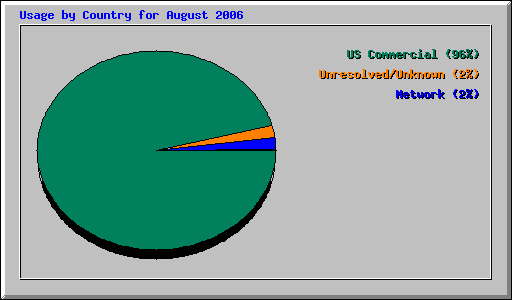 Usage by Country for August 2006
US Commercial (96%)
Unresolved/Unknown (2%)
Network (2%)